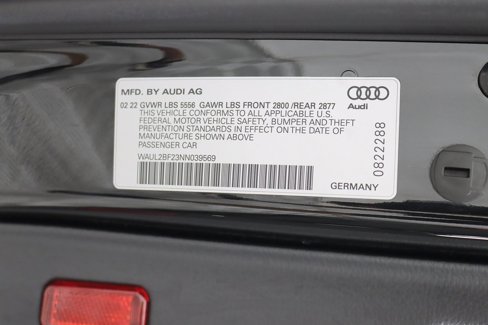 MFD. BY AUDI AG
02 22 GVWR LBS 5556 GAWR LBS FRONT 2800 /REAR 2877
THIS VEHICLE CONFORMS TO ALL APPLICABLE U.S.
FEDERAL MOTOR VEHICLE SAFETY, BUMPER AND THEFT
PREVENTION STANDARDS IN EFFECT ON THE DATE OF
MANUFACTURE SHOWN ABOVE
PASSENGER CAR
WAUL2BF23NN039569
GERMANY
Audi
0822288